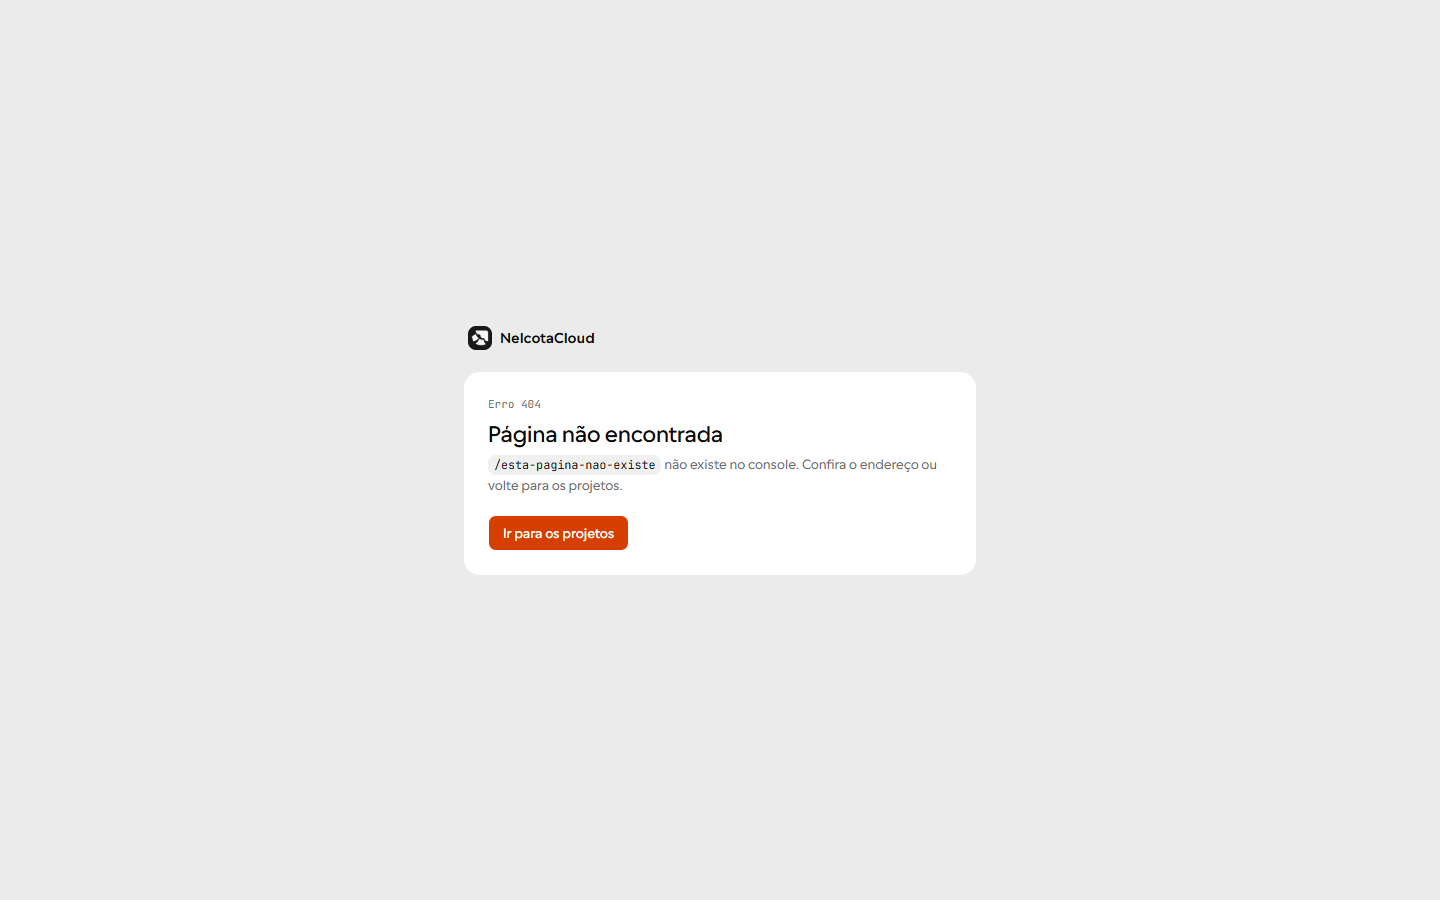 NelcotaCloud
Erro 404
Página não encontrada
/esta-pagina-nao-existe não existe no console. Confira o endereço ou
volte para os projetos.
Ir para os projetos